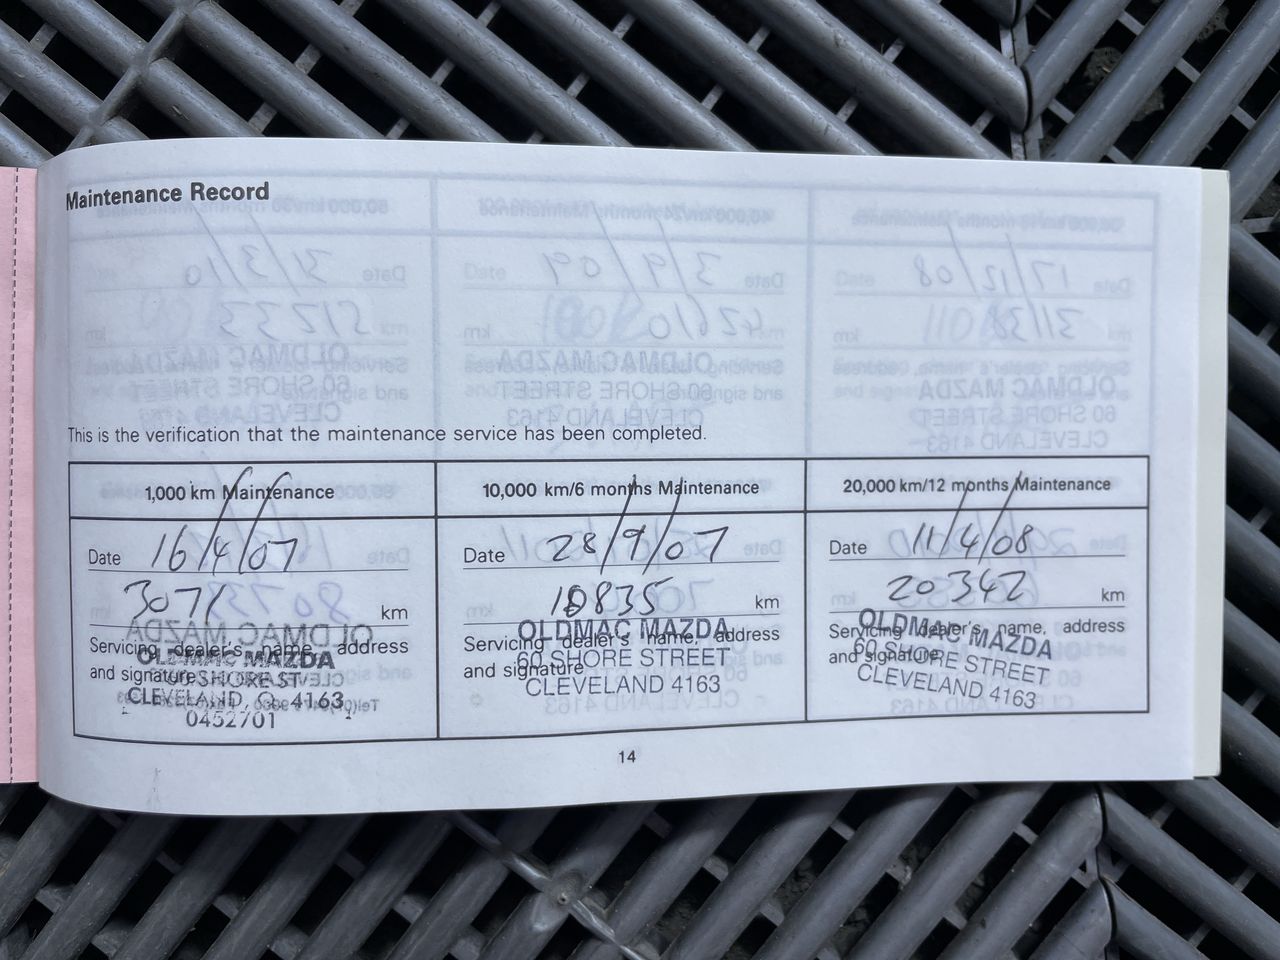 Maintenance Record
This is the verification that the maintenance service has been completed.
1,000 km Maintenance
Date 16/4/07
3071 km
Servicing dealer's name, address
and signature
OLDMAC MAZDA
SHORE ST
CLEVELAND, Q. 4163
0452701
10,000 km/6 months Maintenance
Date 28/9/07
10835 km
Servicing dealer's name, address
and signature
OLDMAC MAZDA
60 SHORE STREET
CLEVELAND 4163
20,000 km/12 months Maintenance
Date 11/4/08
20342 km
Servicing dealer's name, address
and signature
OLDMAC MAZDA
60 SHORE STREET
CLEVELAND 4163
14